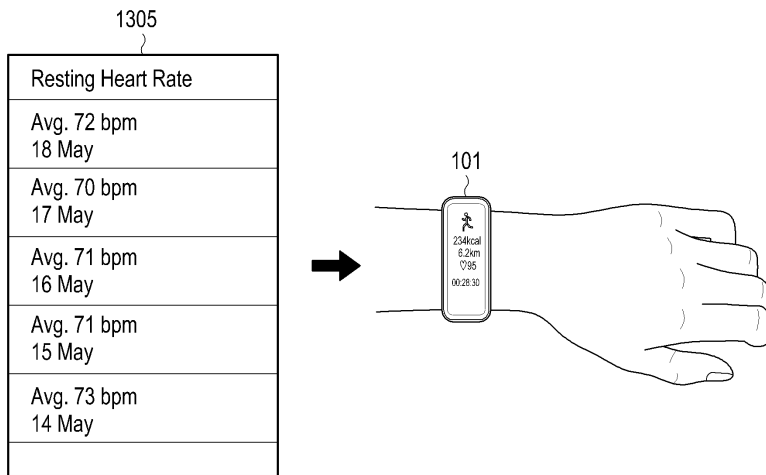 1305
Resting Heart Rate
Avg. 72 bpm
18 May
Avg. 70 bpm
17 May
Avg. 71 bpm
16 May
Avg. 71 bpm
15 May
Avg. 73 bpm
14 May
101
234kcal
6.2km
♡95
00:28:30